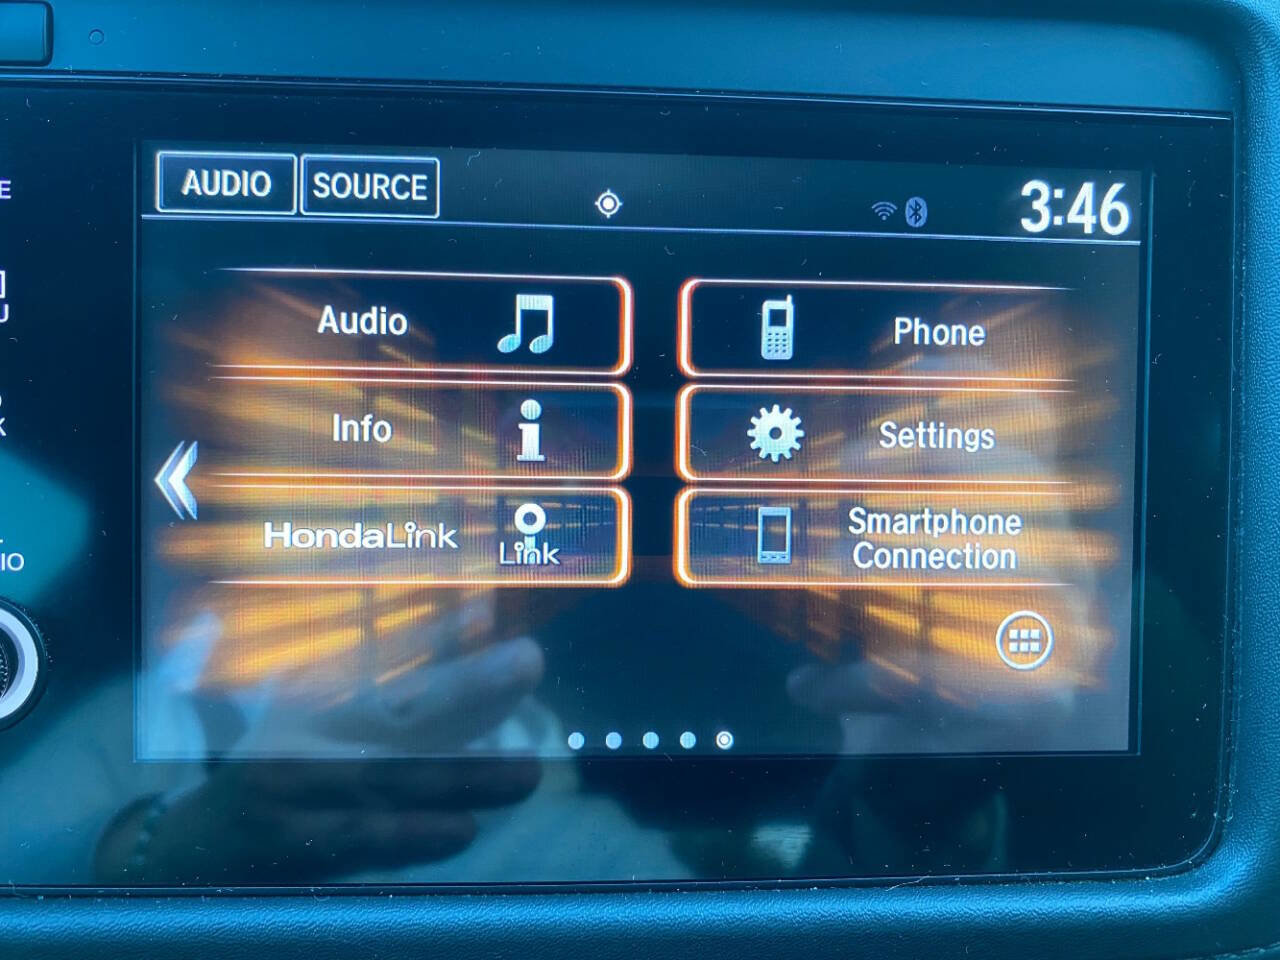 AUDIO SOURCE 3:46
Audio
Phone
Info
Settings
HondaLink
Link
Smartphone
Connection